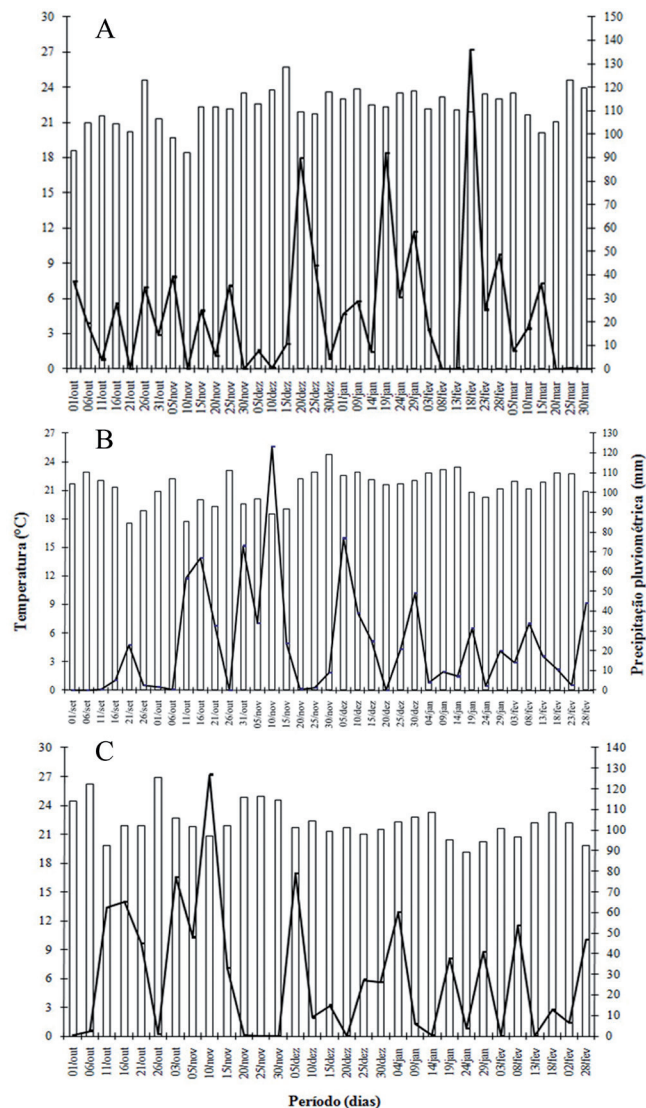 A
30
27
24
21
18
15
12
9
6
3
0
150
140
130
120
110
100
90
80
70
60
50
40
30
20
10
0
01/out
06/out
11/out
16/out
21/out
26/out
31/out
05/nov
10/nov
15/nov
20/nov
25/nov
30/nov
05/dez
10/dez
15/dez
20/dez
25/dez
30/dez
01/jan
09/jan
14/jan
19/jan
24/jan
29/jan
03/fev
08/fev
13/fev
18/fev
23/fev
28/fev
05/mar
10/mar
15/mar
20/mar
25/mar
30/mar
B
Temperatura (°C)
27
24
21
18
15
12
9
6
3
0
130
120
110
100
90
80
70
60
50
40
30
20
10
0
Precipitação pluviométrica (mm)
01/set
06/set
11/set
16/set
21/set
26/set
01/out
06/out
11/out
16/out
21/out
26/out
31/out
05/nov
10/nov
15/nov
20/nov
25/nov
30/nov
05/dez
10/dez
15/dez
20/dez
25/dez
30/dez
04/jan
09/jan
14/jan
19/jan
24/jan
29/jan
03/fev
08/fev
13/fev
18/fev
23/fev
28/fev
C
30
27
24
21
18
15
12
9
6
3
0
140
130
120
110
100
90
80
70
60
50
40
30
20
10
0
01/out
06/out
11/out
16/out
21/out
26/out
03/out
05/nov
10/nov
15/nov
20/nov
25/nov
30/nov
05/dez
10/dez
15/dez
20/dez
25/dez
30/dez
04/jan
09/jan
14/jan
19/jan
24/jan
29/jan
03/fev
08/fev
13/fev
18/fev
02/fev
28/fev
Período (dias)